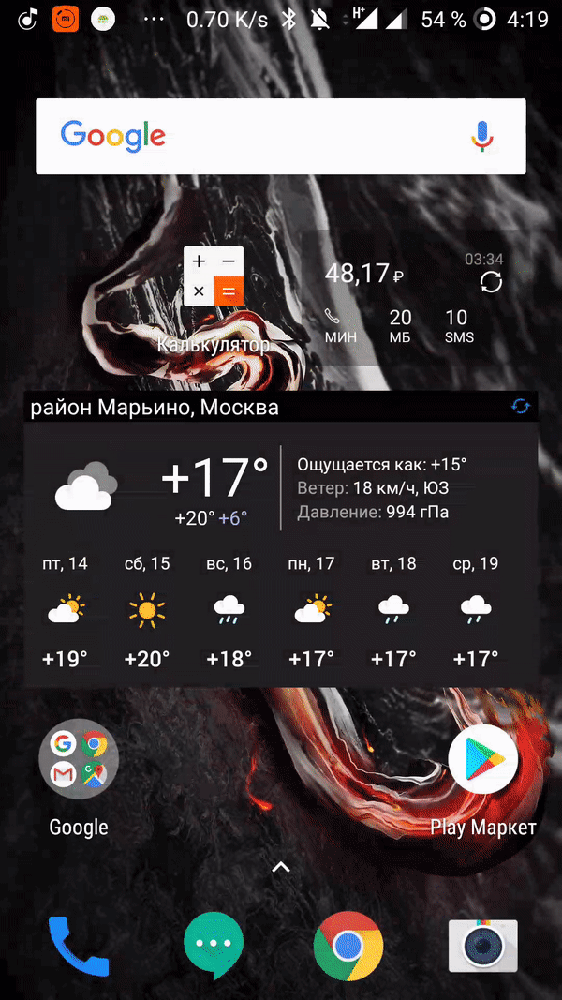 0.70 K/s H+ 54 % 4:19
Google
48,17 ₽ 03:34
+ −
× =
МИН 20 МБ 10 SMS
Калькулятор
район Марьино, Москва
+17°
+20° +6°
Ощущается как: +15°
Ветер: 18 км/ч, ЮЗ
Давление: 994 гПа
пт, 14 сб, 15 вс, 16 пн, 17 вт, 18 ср, 19
+19° +20° +18° +17° +17° +17°
Google
Play Маркет